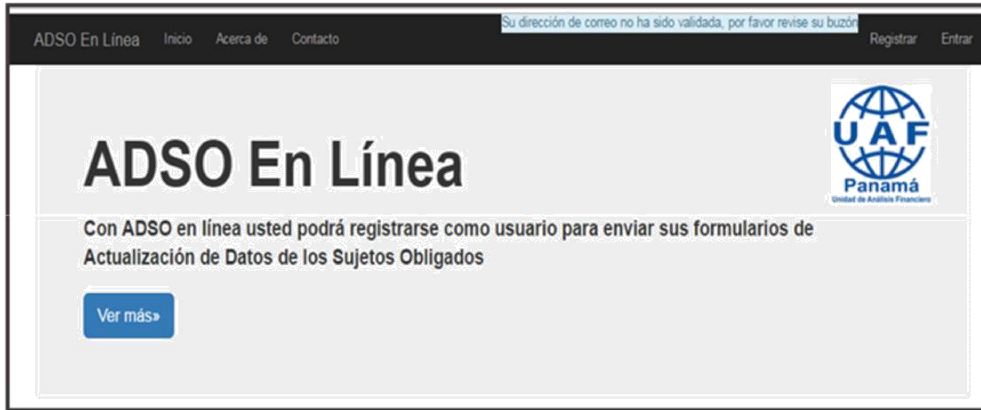 Su dirección de correo no ha sido validada, por favor revise su buzón
ADSO En Línea Inicio Acerca de Contacto Registrar Entrar
UAF
Panamá
Unidad de Análisis Financiero
ADSO En Línea
Con ADSO en línea usted podrá registrarse como usuario para enviar sus formularios de
Actualización de Datos de los Sujetos Obligados
Ver más»